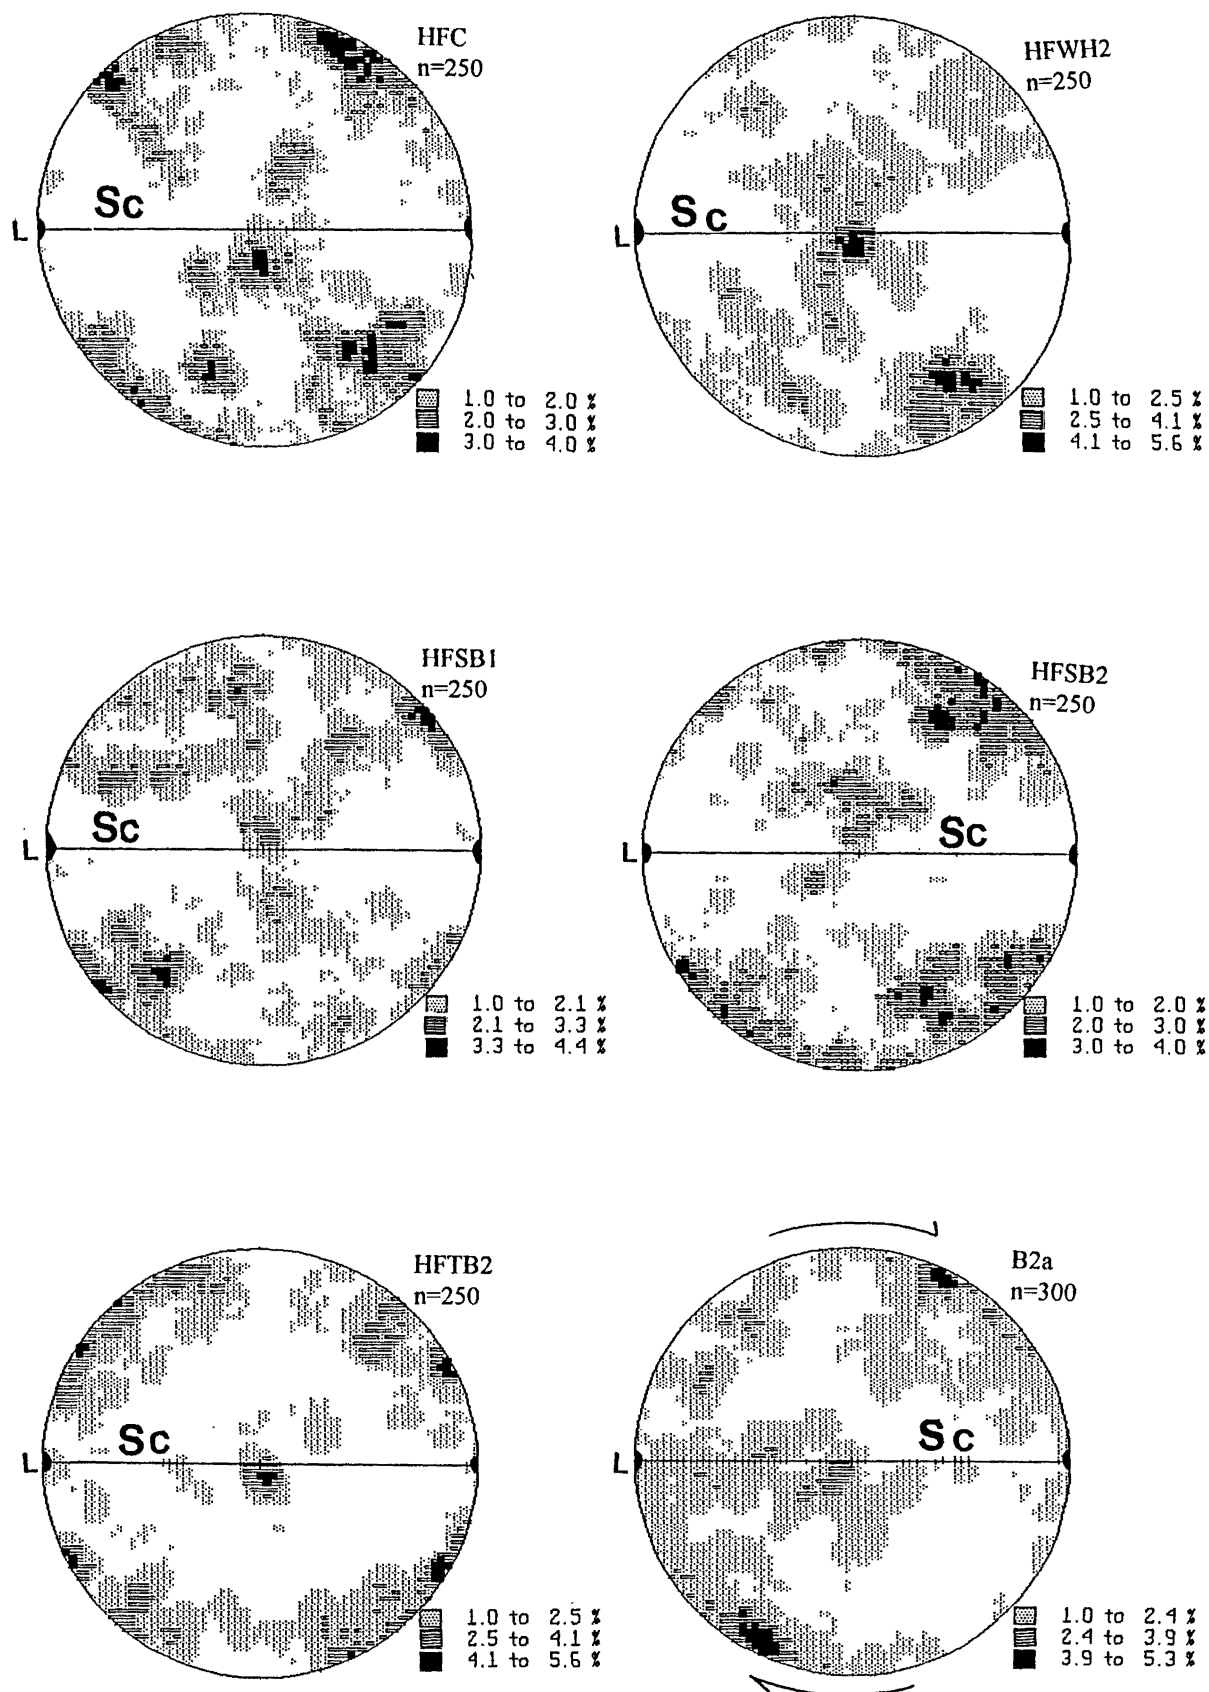 HFC
n=250
Sc
L
1.0 to 2.0 %
2.0 to 3.0 %
3.0 to 4.0 %
HFWH2
n=250
Sc
L
1.0 to 2.5 %
2.5 to 4.1 %
4.1 to 5.6 %
HFSB1
n=250
Sc
L
1.0 to 2.1 %
2.1 to 3.3 %
3.3 to 4.4 %
HFSB2
n=250
Sc
L
1.0 to 2.0 %
2.0 to 3.0 %
3.0 to 4.0 %
HFTB2
n=250
Sc
L
1.0 to 2.5 %
2.5 to 4.1 %
4.1 to 5.6 %
B2a
n=300
Sc
L
1.0 to 2.4 %
2.4 to 3.9 %
3.9 to 5.3 %